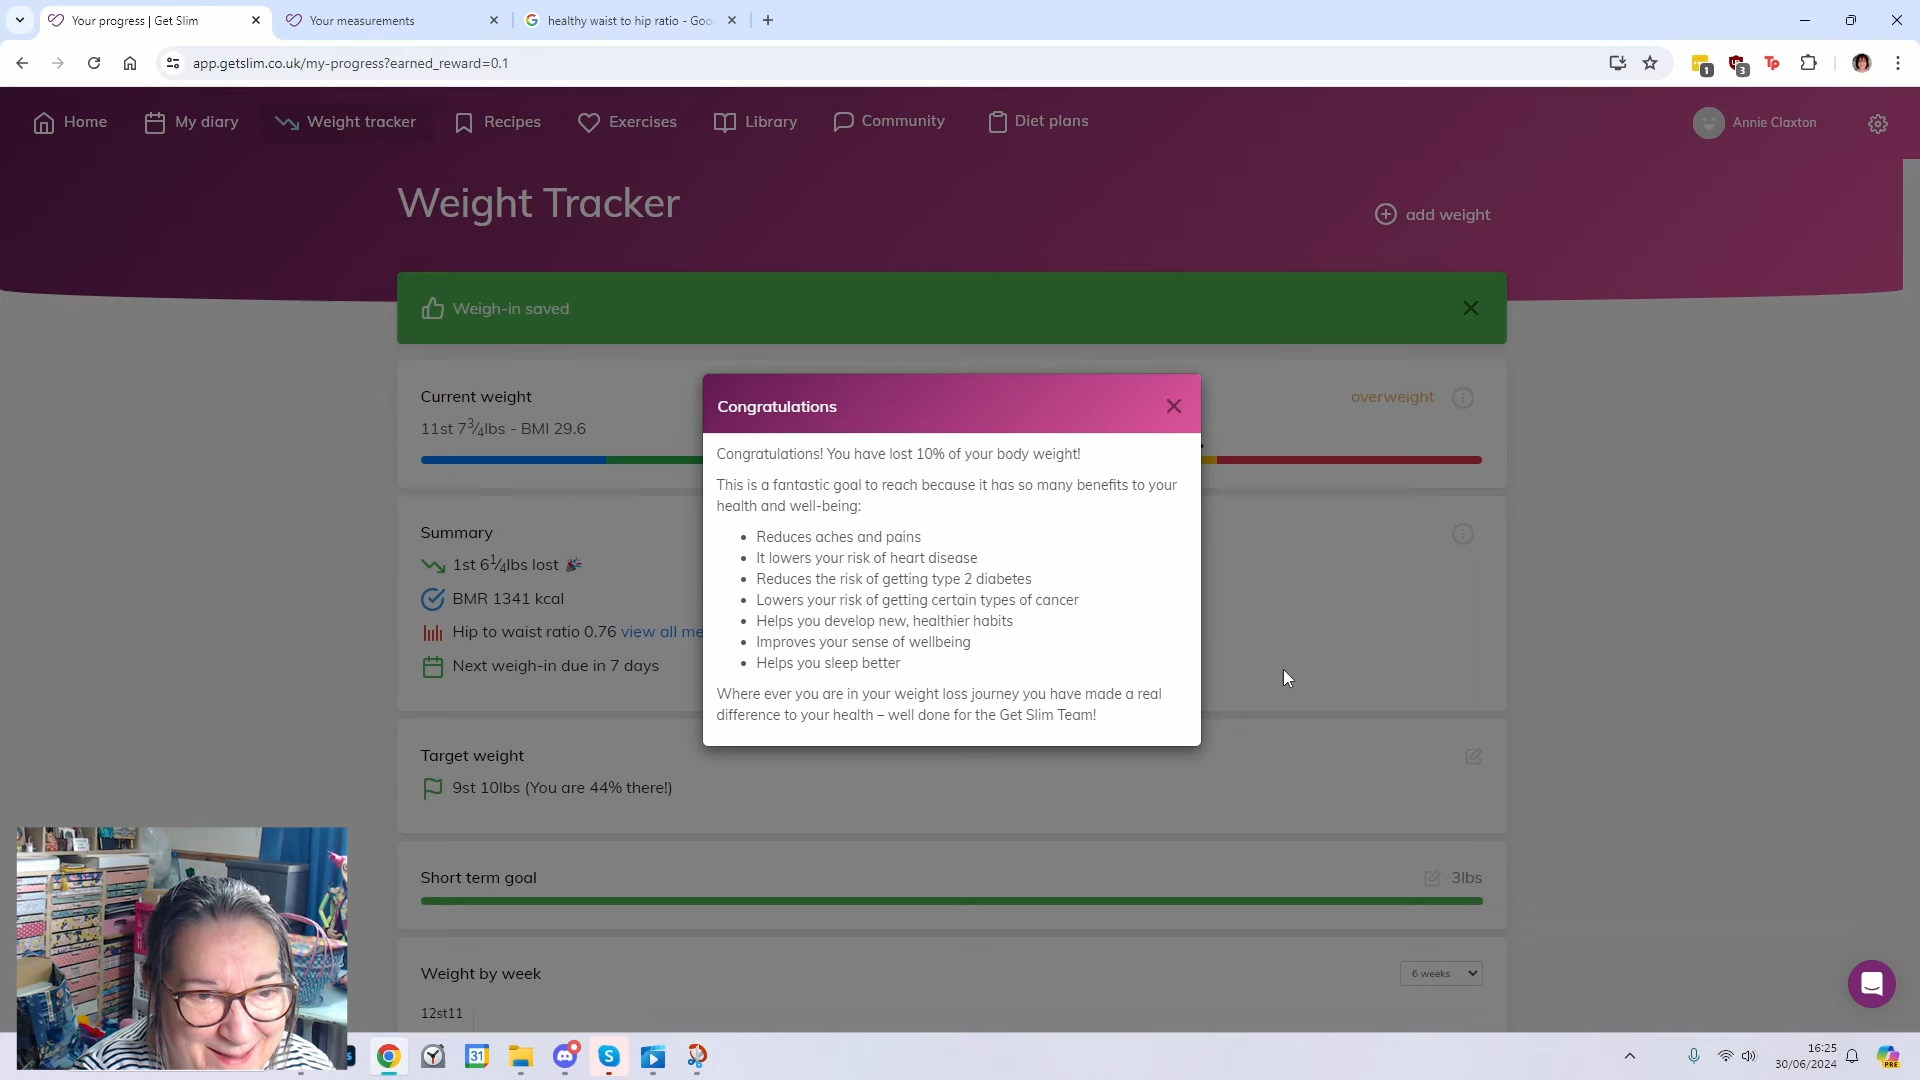 Your progress | Get Slim
Your measurements
healthy waist to hip ratio - Goo
app.getslim.co.uk/my-progress?earned_reward=0.1
1
3
Tp
Home
My diary
Weight tracker
Recipes
Exercises
Library
Community
Diet plans
Annie Claxton
Weight Tracker
add weight
Weigh-in saved
Current weight
overweight
11st 7¾lbs - BMI 29.6
Congratulations
Congratulations! You have lost 10% of your body weight!
This is a fantastic goal to reach because it has so many benefits to your
health and well-being:
• Reduces aches and pains
• It lowers your risk of heart disease
• Reduces the risk of getting type 2 diabetes
• Lowers your risk of getting certain types of cancer
• Helps you develop new, healthier habits
• Improves your sense of wellbeing
• Helps you sleep better
Where ever you are in your weight loss journey you have made a real
difference to your health – well done for the Get Slim Team!
Summary
1st 6¼lbs lost
BMR 1341 kcal
Hip to waist ratio 0.76 view all me
Next weigh-in due in 7 days
Target weight
9st 10lbs (You are 44% there!)
Short term goal
3lbs
Weight by week
6 weeks
12st11
31
S
16:25
30/06/2024
PRE